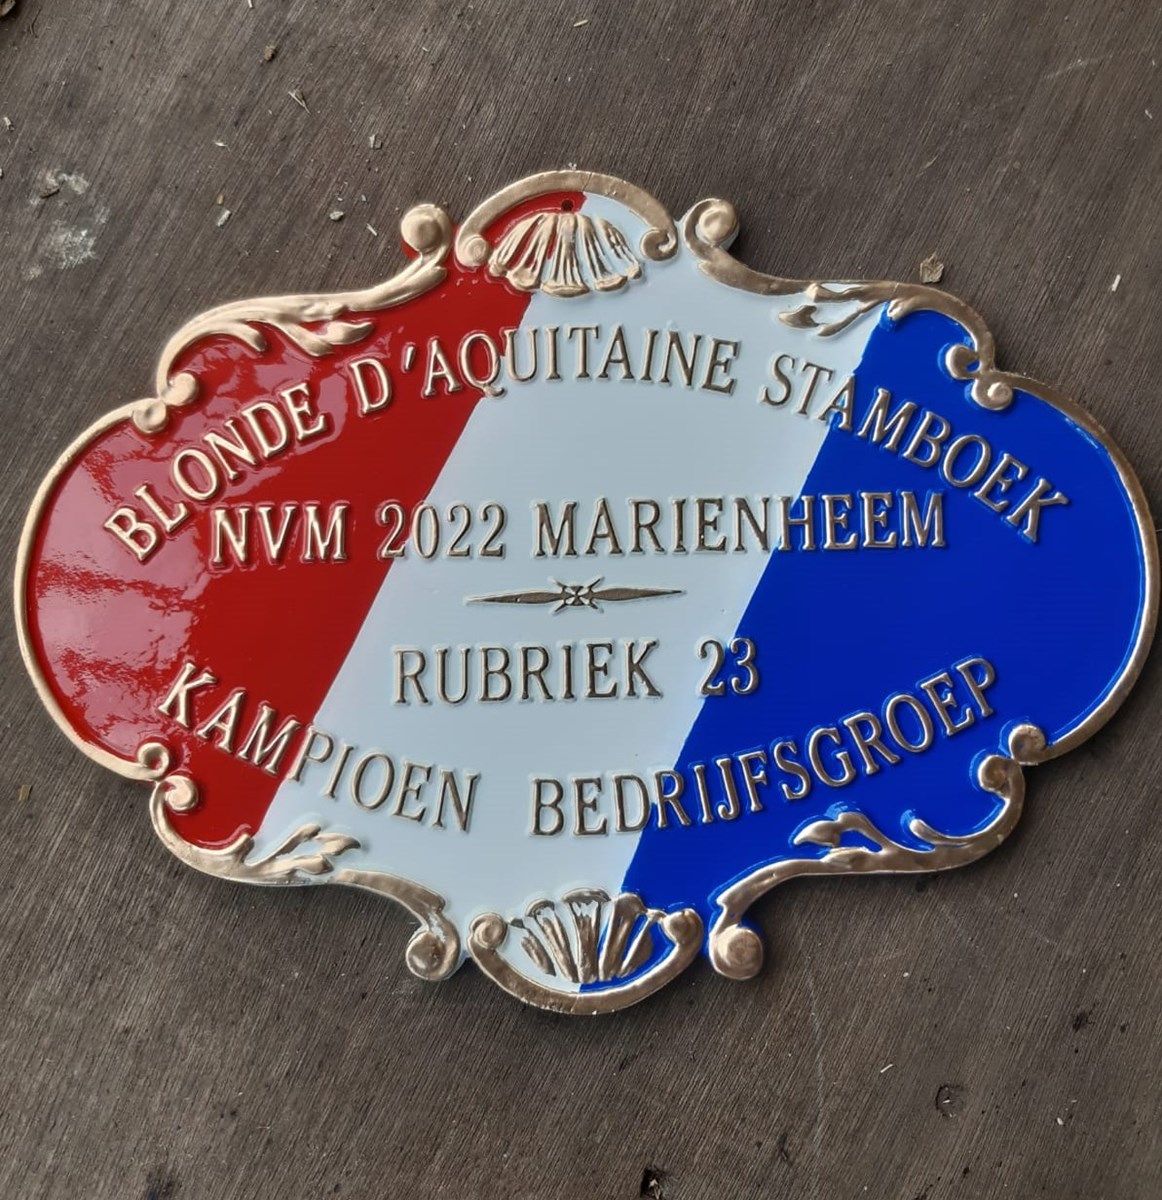 BLONDE D'AQUITAINE STAMBOEK
NVM 2022 MARIENHEEM
RUBRIEK 23
KAMPIOEN BEDRIJFSGROEP